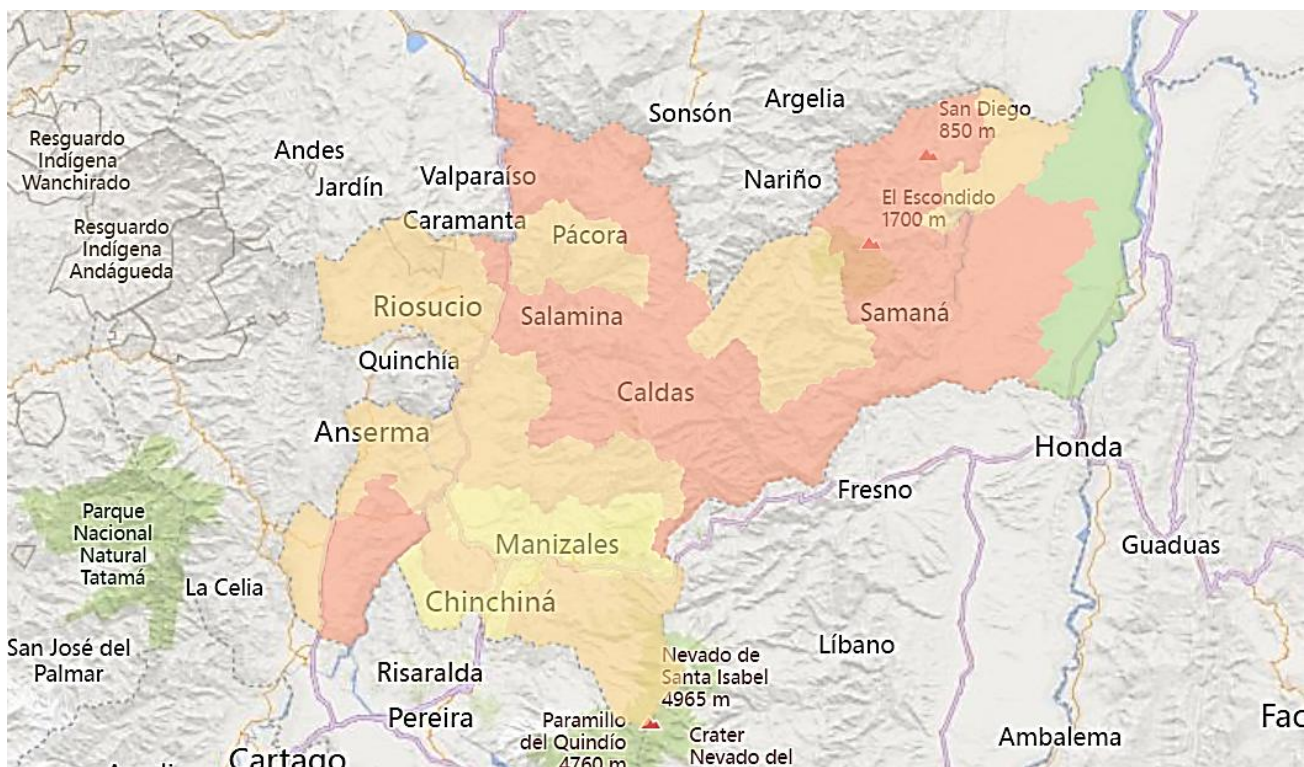 Sonsón
Argelia
San Diego
850 m
Resguardo
Indígena
Wanchirado
Andes
Jardín
Valparaíso
Nariño
El Escondido
1700 m
Caramanta
Pácora
Resguardo
Indígena
Andágueda
Riosucio
Salamina
Samaná
Quinchía
Caldas
Anserma
Honda
Fresno
Parque
Nacional
Natural
Tatamá
Manizales
Guaduas
La Celia
Chinchiná
San José del
Palmar
Líbano
Risaralda
Nevado de
Santa Isabel
4965 m
Pereira
Paramillo
del Quindío
4760 m
Crater
Nevado del
Ambalema
Fac
Cartago